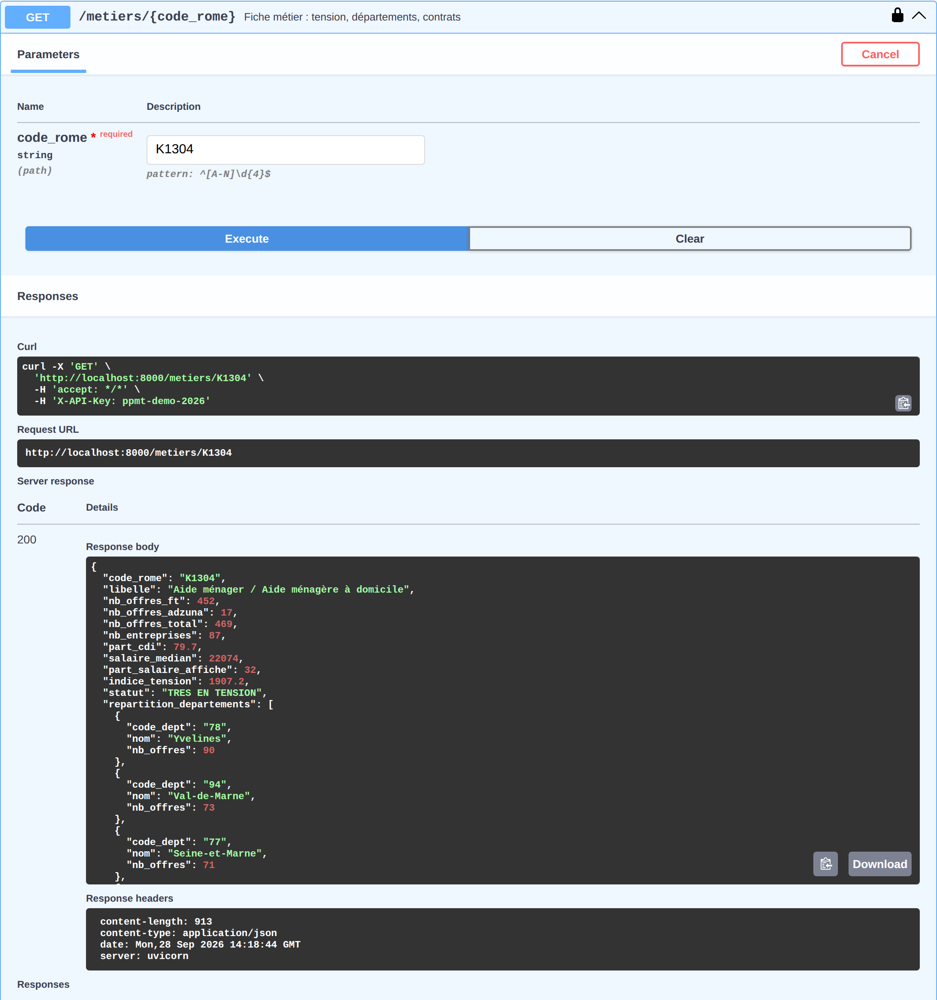 GET /metiers/{code_rome} Fiche métier : tension, départements, contrats
Parameters
Cancel
Name Description
code_rome * required
string
(path)
K1304
pattern: ^[A-N]\d{4}$
Execute
Clear
Responses
Curl
curl -X 'GET' \
  'http://localhost:8000/metiers/K1304' \
  -H 'accept: */*' \
  -H 'X-API-Key: ppmt-demo-2026'
Request URL
http://localhost:8000/metiers/K1304
Server response
Code Details
200
Response body
{
  "code_rome": "K1304",
  "libelle": "Aide ménager / Aide ménagère à domicile",
  "nb_offres_ft": 452,
  "nb_offres_adzuna": 17,
  "nb_offres_total": 469,
  "nb_entreprises": 87,
  "part_cdi": 79.7,
  "salaire_median": 22074,
  "part_salaire_affiche": 32,
  "indice_tension": 1907.2,
  "statut": "TRES EN TENSION",
  "repartition_departements": [
    {
      "code_dept": "78",
      "nom": "Yvelines",
      "nb_offres": 90
    },
    {
      "code_dept": "94",
      "nom": "Val-de-Marne",
      "nb_offres": 73
    },
    {
      "code_dept": "77",
      "nom": "Seine-et-Marne",
      "nb_offres": 71
    },
Download
Response headers
content-length: 913
content-type: application/json
date: Mon,28 Sep 2026 14:18:44 GMT
server: uvicorn
Responses